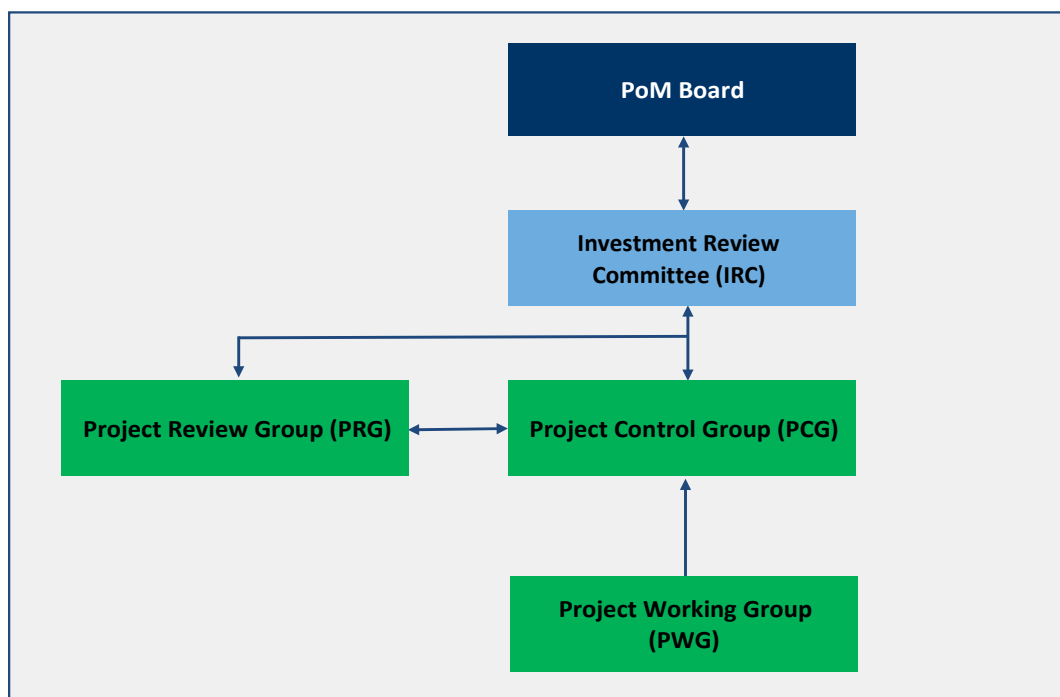 PoM Board
Investment Review
Committee (IRC)
Project Review Group (PRG)
Project Control Group (PCG)
Project Working Group
(PWG)